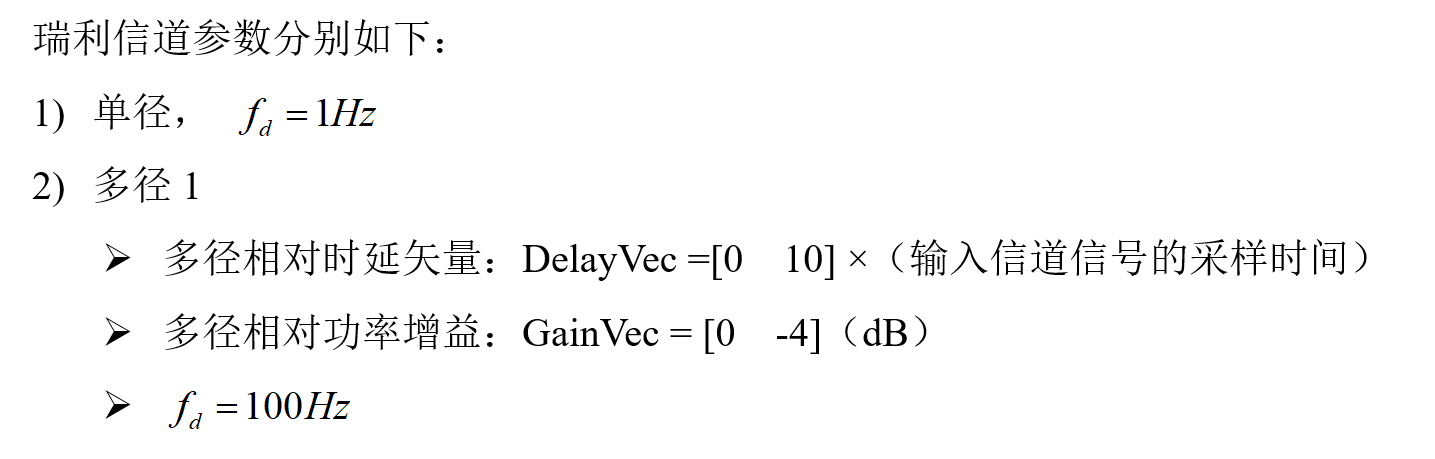 瑞利信道参数分别如下：
1) 单径， f_d = 1Hz
2) 多径 1
➢ 多径相对时延矢量：DelayVec =[0 10] ×（输入信道信号的采样时间）
➢ 多径相对功率增益：GainVec = [0 -4]（dB）
➢ f_d = 100Hz